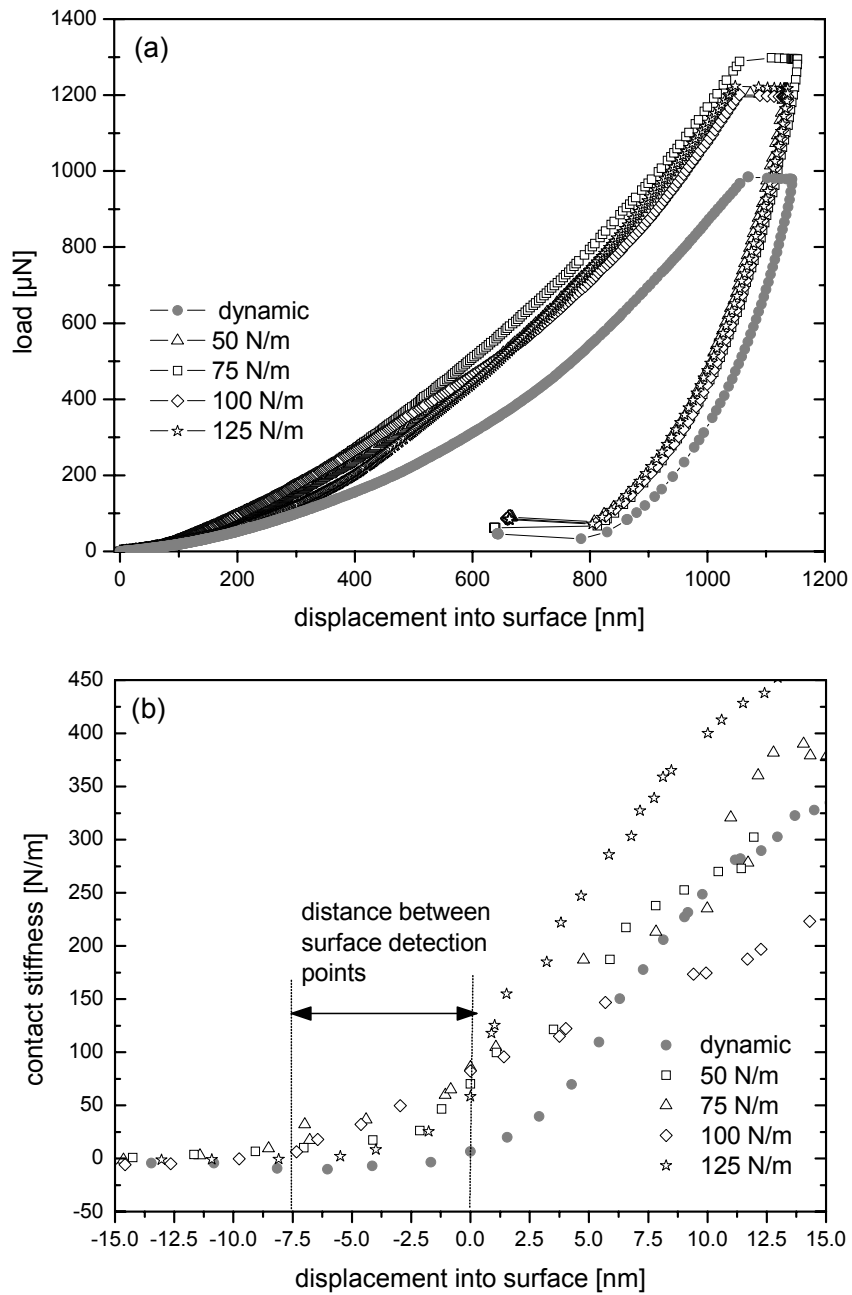 (a)
1400
1200
1000
800
600
400
200
0
load [µN]
dynamic
50 N/m
75 N/m
100 N/m
125 N/m
0 200 400 600 800 1000 1200
displacement into surface [nm]
(b)
450
400
350
300
250
200
150
100
50
0
-50
contact stiffness [N/m]
distance between
surface detection
points
dynamic
50 N/m
75 N/m
100 N/m
125 N/m
-15.0 -12.5 -10.0 -7.5 -5.0 -2.5 0.0 2.5 5.0 7.5 10.0 12.5 15.0
displacement into surface [nm]